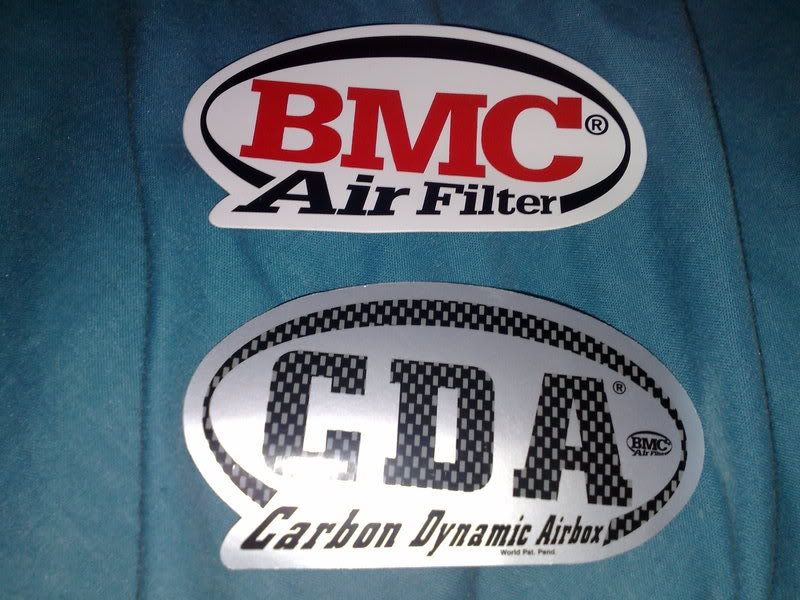 BMC®
Air Filter
CDA®
BMC
Air Filter
Carbon Dynamic Airbox
World Pat. Pend.